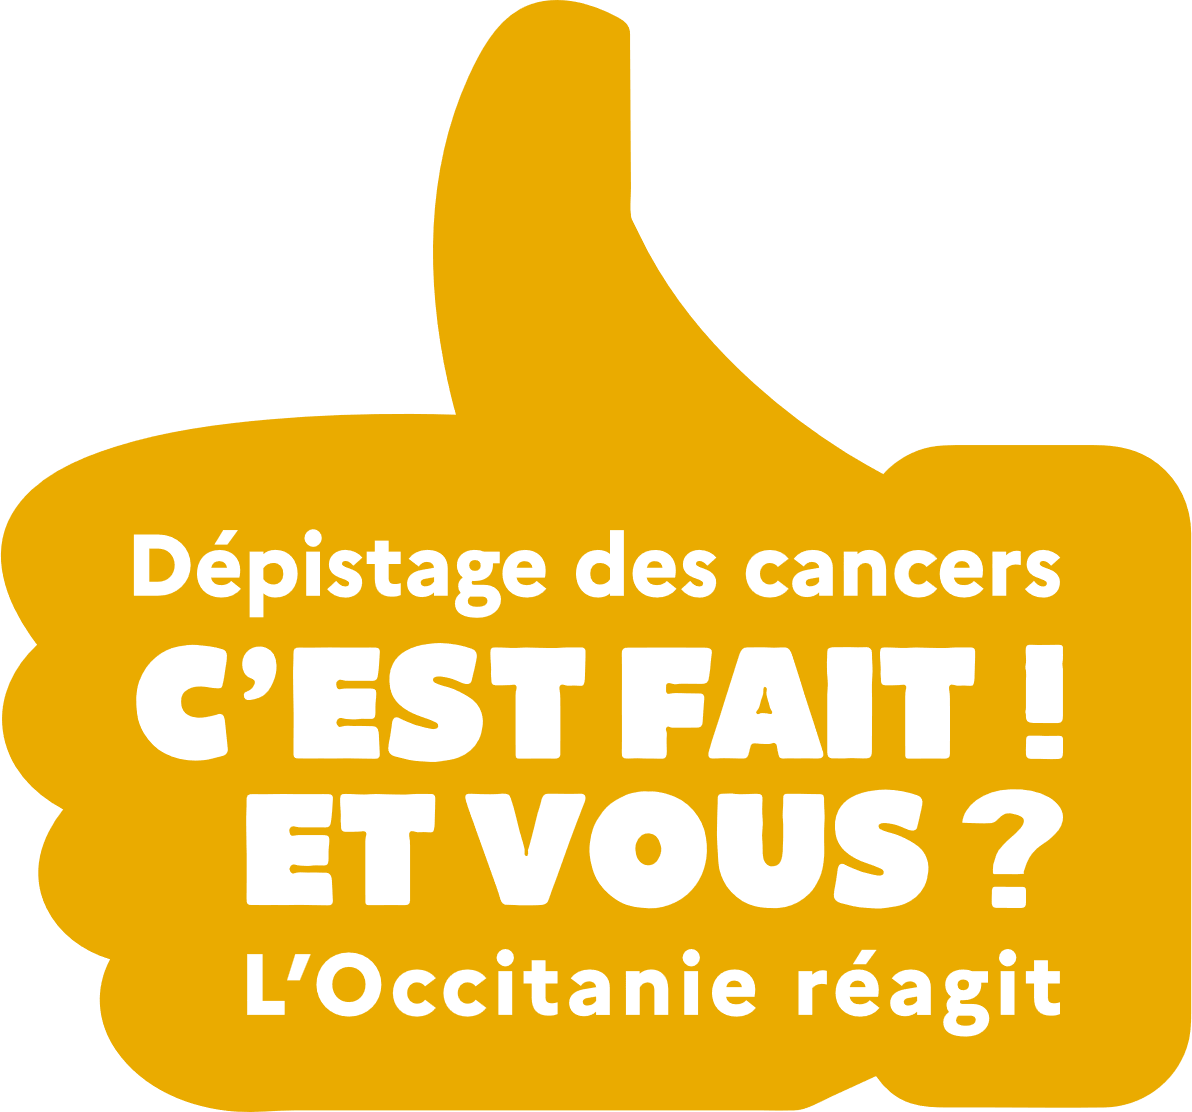 Dépistage des cancers
C'EST FAIT !
ET VOUS ?
L'Occitanie réagit